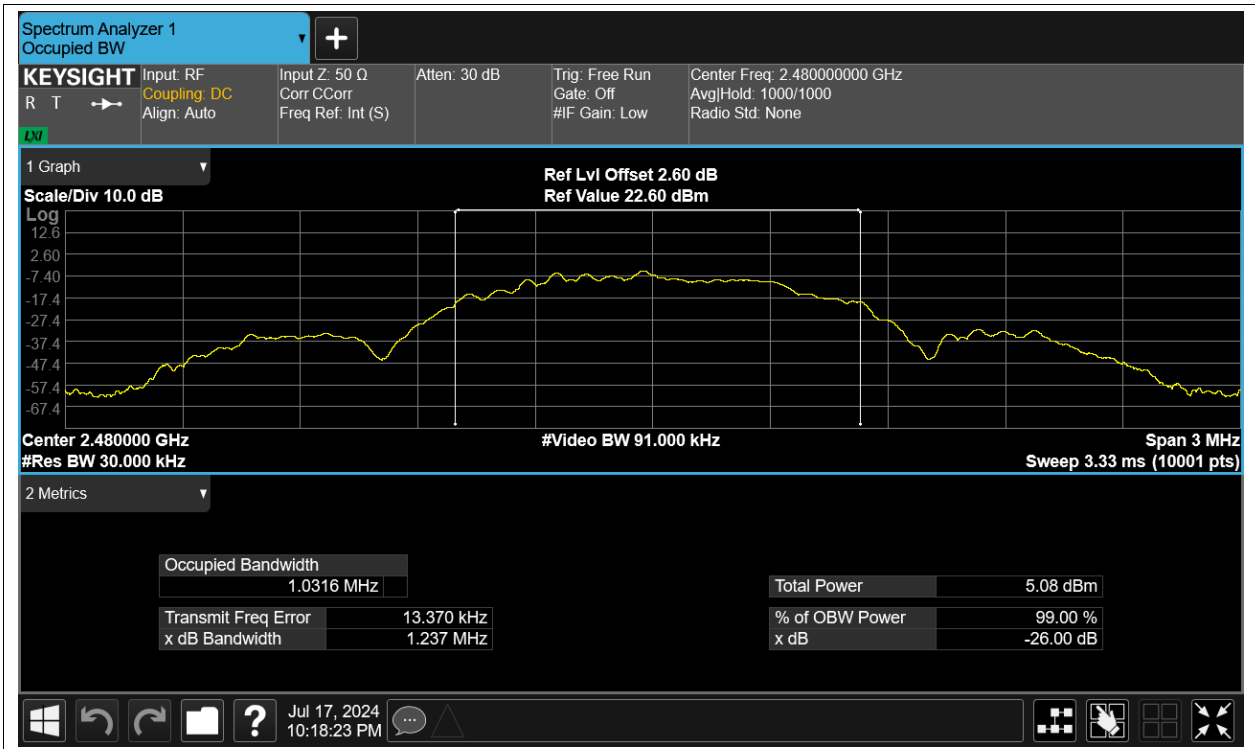 Spectrum Analyzer 1
Occupied BW
KEYSIGHT
R T
LXI
Input: RF
Coupling: DC
Align: Auto
Input Z: 50 Ω
Corr CCorr
Freq Ref: Int (S)
Atten: 30 dB
Trig: Free Run
Gate: Off
#IF Gain: Low
Center Freq: 2.480000000 GHz
Avg|Hold: 1000/1000
Radio Std: None
1 Graph
Scale/Div 10.0 dB
Ref Lvl Offset 2.60 dB
Ref Value 22.60 dBm
Log
12.6
2.60
-7.40
-17.4
-27.4
-37.4
-47.4
-57.4
-67.4
Center 2.480000 GHz
#Res BW 30.000 kHz
#Video BW 91.000 kHz
Span 3 MHz
Sweep 3.33 ms (10001 pts)
2 Metrics
Occupied Bandwidth
1.0316 MHz
Transmit Freq Error 13.370 kHz
x dB Bandwidth 1.237 MHz
Total Power 5.08 dBm
% of OBW Power 99.00 %
x dB -26.00 dB
?
Jul 17, 2024
10:18:23 PM